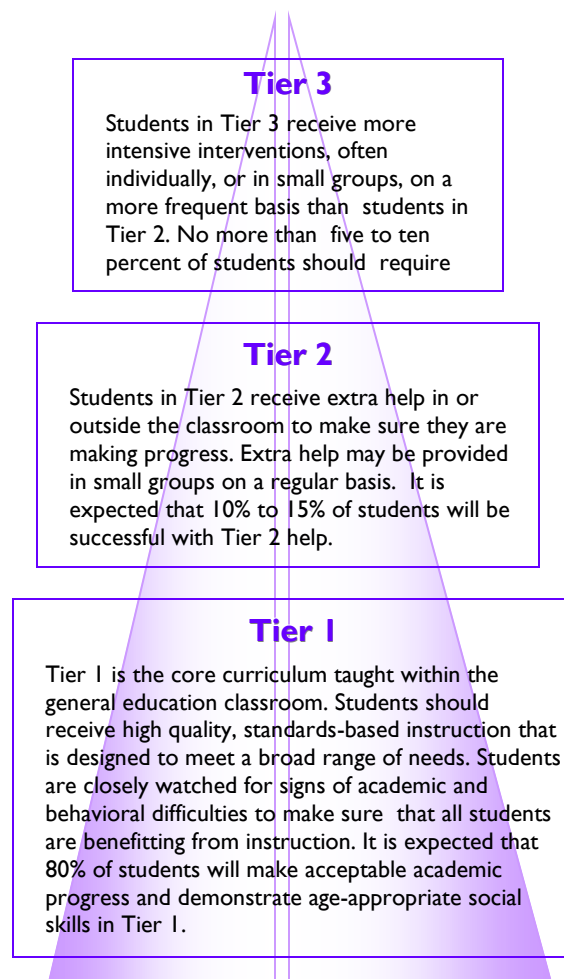 Tier 3
Students in Tier 3 receive more
intensive interventions, often
individually, or in small groups, on a
more frequent basis than students in
Tier 2. No more than five to ten
percent of students should require
Tier 2
Students in Tier 2 receive extra help in or
outside the classroom to make sure they are
making progress. Extra help may be provided
in small groups on a regular basis. It is
expected that 10% to 15% of students will be
successful with Tier 2 help.
Tier 1
Tier 1 is the core curriculum taught within the
general education classroom. Students should
receive high quality, standards-based instruction that
is designed to meet a broad range of needs. Students
are closely watched for signs of academic and
behavioral difficulties to make sure that all students
are benefitting from instruction. It is expected that
80% of students will make acceptable academic
progress and demonstrate age-appropriate social
skills in Tier 1.